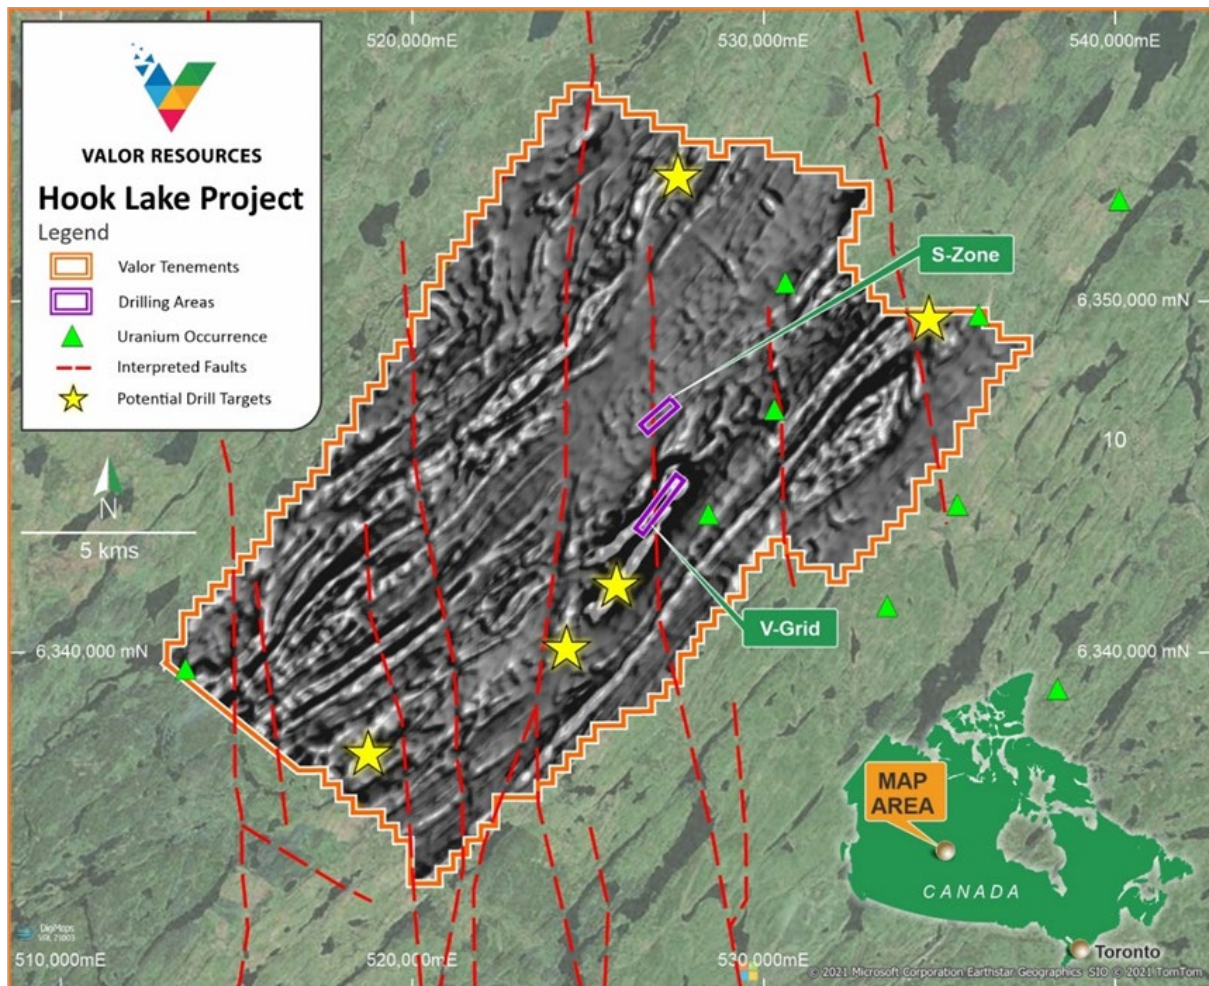 520,000mE
530,000mE
540,000mE
VALOR RESOURCES
Hook Lake Project
Legend
Valor Tenements
Drilling Areas
Uranium Occurrence
Interpreted Faults
Potential Drill Targets
S-Zone
6,350,000 mN
10
N
5 kms
V-Grid
6,340,000 mN
6,340,000 mN
MAP
AREA
CANADA
Toronto
DigiMaps
VAL 21003
510,000mE
520,000mE
530,000mE
© 2021 Microsoft Corporation Earthstar Geographics SIO © 2021 TomTom